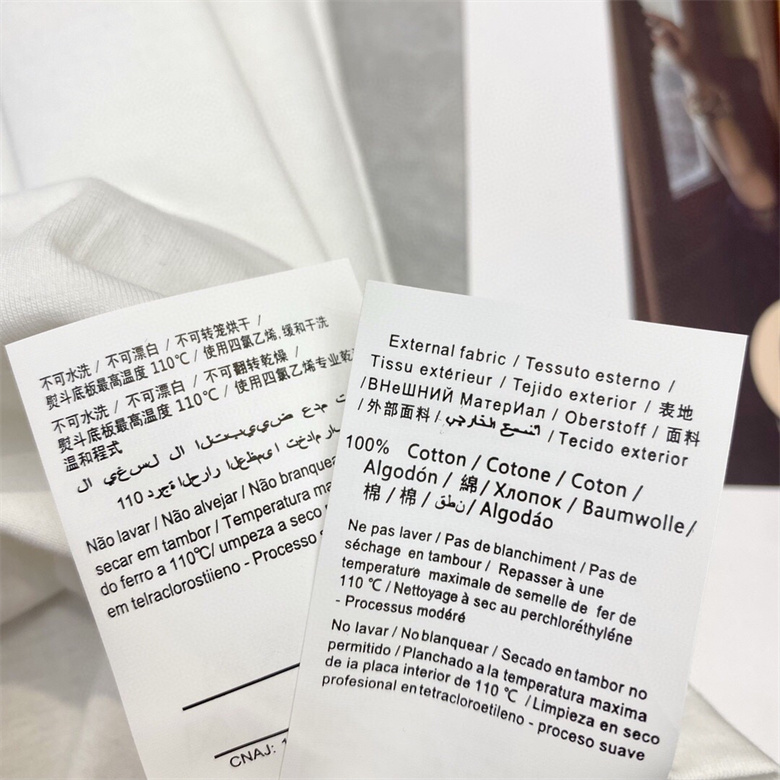 不可水洗 / 不可漂白 / 不可转笼烘干 /
熨斗底板最高温度 110℃ / 使用四氯乙烯, 缓和干洗
不可水洗 / 不可漂白 / 不可翻转乾燥 /
熨斗底板最高温度 110℃ / 使用四氯乙烯专业乾
温和程式
110
Não lavar / Não alvejar / Não branquea
secar em tambor / Temperatura maxa
do ferro a 110℃/ umpeza a seco
em telraclorostiieno - Processo sua
CNAJ: 1
External fabric / Tessuto esterno /
Tissu extérieur / Tejido exterior / 表地
/ВНеШНИЙ МатерИал / Oberstoff / 面料
/外部面料/ النسيج الخارجي /Tecido exterior
100% Cotton / Cotone / Coton /
Algodón / 綿/ Хлопок / Baumwolle/
棉/ 棉/ قطن/ Algodáo
Ne pas laver / Pas de blanchiment / Pas de
séchage en tambour / Repasser à une
temperature maximale de semelle de fer de
110 ℃ / Nettoyage à sec au perchloréthyléne
- Processus modéré
No lavar / No blanquear / Secado en tambor no
permitido / Planchado a la temperatura maxima
de ia placa interior de 110 ℃ /Limpieza en seco
profesional en tetracloroetileno - proceso suave